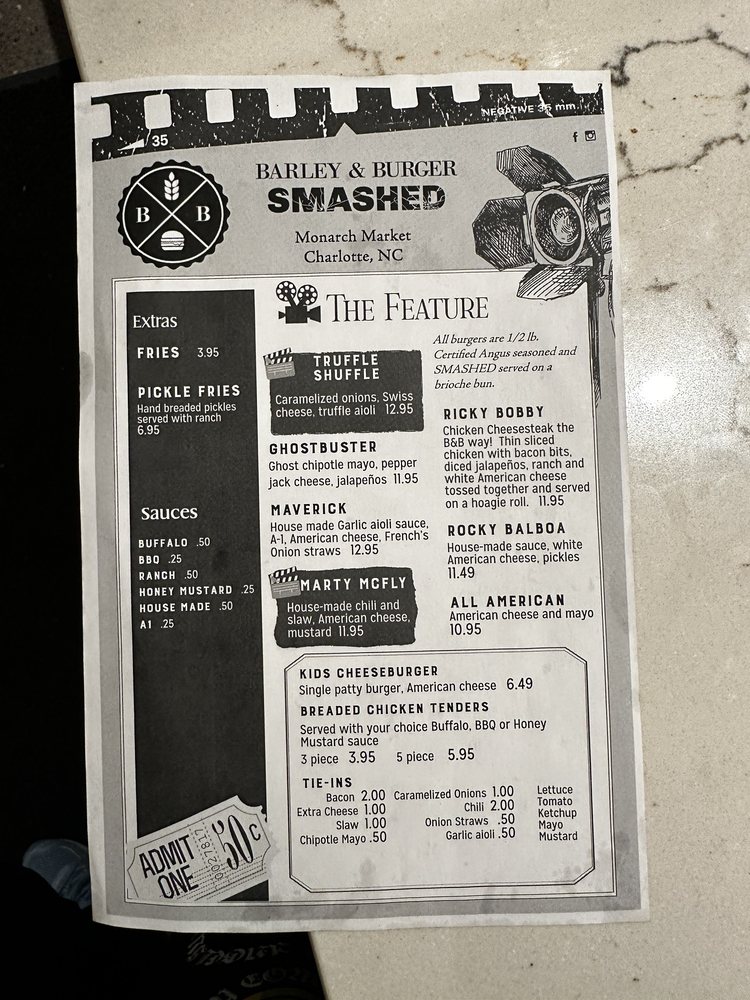 NEGATIVE 35 mm
35
B B
BARLEY & BURGER
SMASHED
Monarch Market
Charlotte, NC
Extras
FRIES 3.95
PICKLE FRIES
Hand breaded pickles
served with ranch
6.95
Sauces
BUFFALO .50
BBQ .25
RANCH .50
HONEY MUSTARD .25
HOUSE MADE .50
A1 .25
ADMIT
ONE
0027817
50¢
THE FEATURE
TRUFFLE
SHUFFLE
Caramelized onions, Swiss
cheese, truffle aioli 12.95
GHOSTBUSTER
Ghost chipotle mayo, pepper
jack cheese, jalapeños 11.95
MAVERICK
House made Garlic aioli sauce,
A-1, American cheese, French's
Onion straws 12.95
MARTY MCFLY
House-made chili and
slaw, American cheese,
mustard 11.95
All burgers are 1/2 lb.
Certified Angus seasoned and
SMASHED served on a
brioche bun.
RICKY BOBBY
Chicken Cheesesteak the
B&B way! Thin sliced
chicken with bacon bits,
diced jalapeños, ranch and
white American cheese
tossed together and served
on a hoagie roll. 11.95
ROCKY BALBOA
House-made sauce, white
American cheese, pickles
11.49
ALL AMERICAN
American cheese and mayo
10.95
KIDS CHEESEBURGER
Single patty burger, American cheese 6.49
BREADED CHICKEN TENDERS
Served with your choice Buffalo, BBQ or Honey
Mustard sauce
3 piece 3.95 5 piece 5.95
TIE-INS
Bacon 2.00
Extra Cheese 1.00
Slaw 1.00
Chipotle Mayo .50
Caramelized Onions 1.00
Chili 2.00
Onion Straws .50
Garlic aioli .50
Lettuce
Tomato
Ketchup
Mayo
Mustard